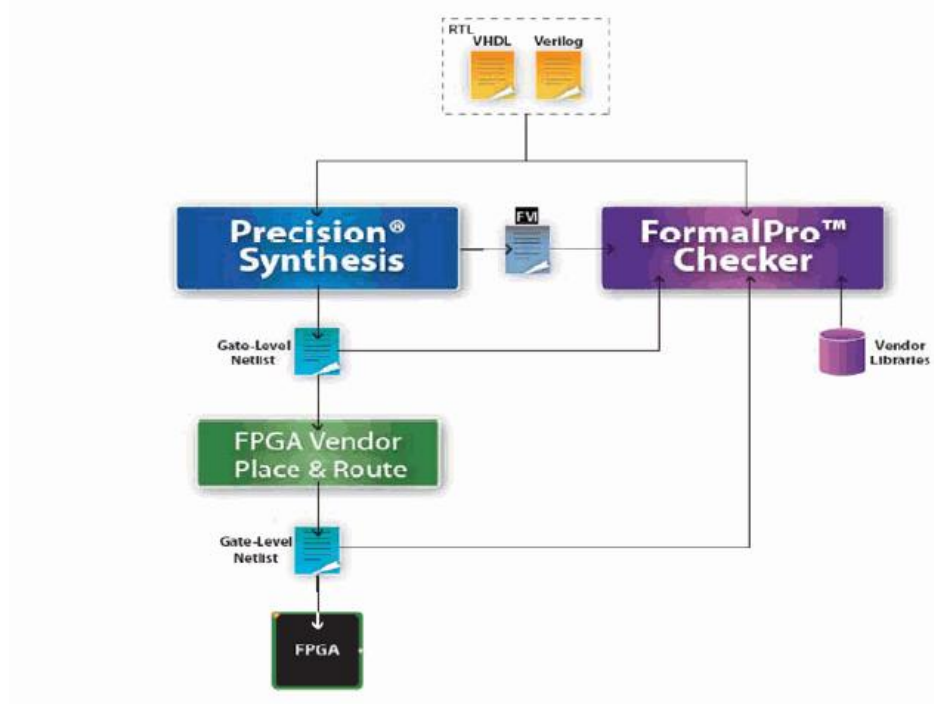 RTL
VHDL Verilog
Precision® Synthesis
FVI
FormalPro™ Checker
Gate-Level
Netlist
Vendor
Libraries
FPGA Vendor
Place & Route
Gate-Level
Netlist
FPGA